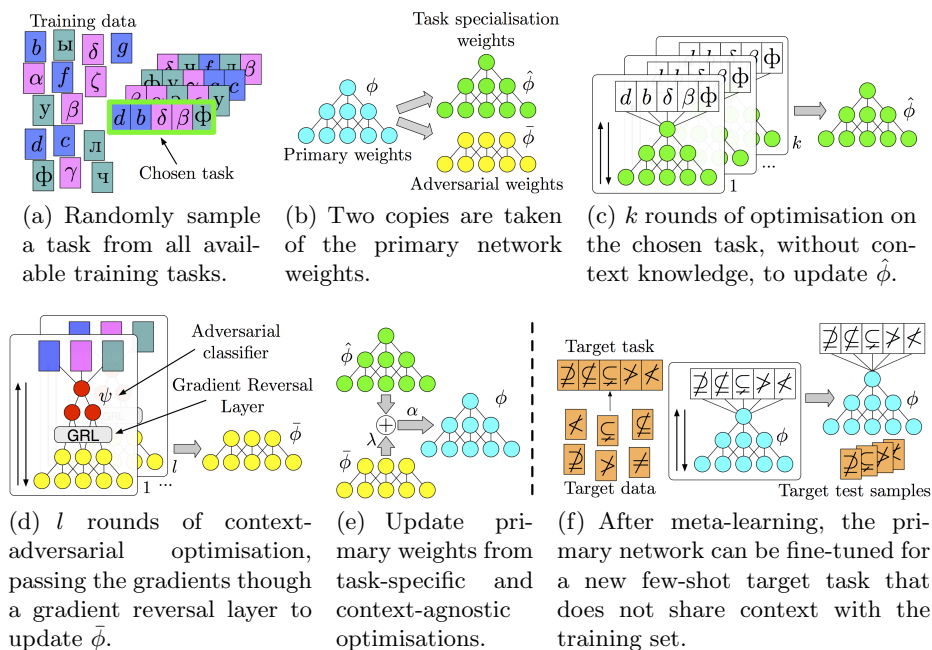 Training data
b ы δ g
α f ζ
у β
d c л
ф γ ч
d b δ β ф
Chosen task
(a) Randomly sample
a task from all avail-
able training tasks.
Task specialisation
weights
ϕ
ϕ̂
ϕ̄
Primary weights
Adversarial weights
(b) Two copies are taken
of the primary network
weights.
d b δ β ф
k
ϕ̂
1 ...
(c) k rounds of optimisation on
the chosen task, without con-
text knowledge, to update ϕ̂.
Adversarial
classifier
ψ
Gradient Reversal
Layer
GRL
ϕ̄
l
1 ...
(d) l rounds of context-
adversarial optimisation,
passing the gradients though
a gradient reversal layer to
update ϕ̄.
ϕ̂
ϕ
+ α
λ
ϕ̄
(e) Update pri-
mary weights from
task-specific and
context-agnostic
optimisations.
Target task
⊉ ⊈ ⊊ ≯ ≮
≮ ⊊ ⊈
⊉ ≯ ≠
Target data
⊉ ⊈ ⊊ ≯ ≮
ϕ
⊉ ⊈ ⊊ ≯ ≮
ϕ
Target test samples
(f) After meta-learning, the pri-
mary network can be fine-tuned for
a new few-shot target task that
does not share context with the
training set.